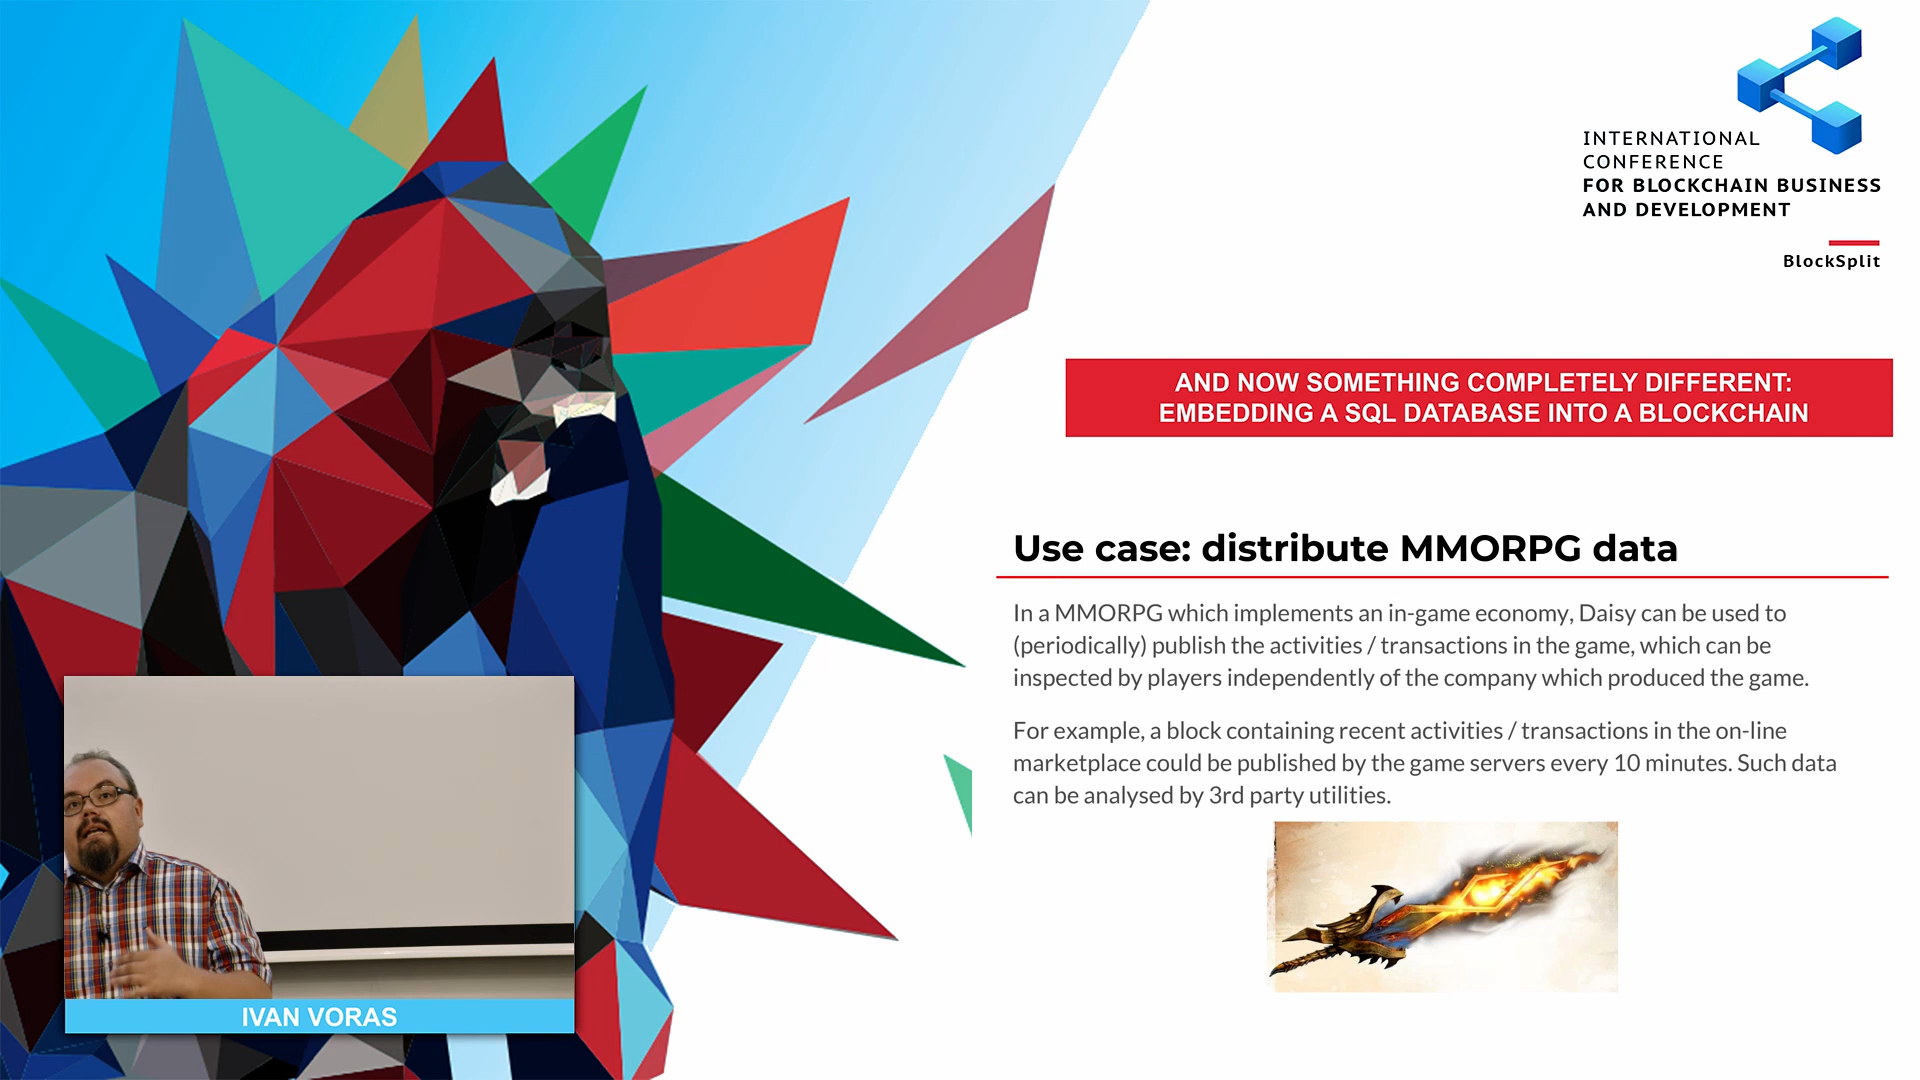 INTERNATIONAL
CONFERENCE
FOR BLOCKCHAIN BUSINESS
AND DEVELOPMENT
BlockSplit
AND NOW SOMETHING COMPLETELY DIFFERENT:
EMBEDDING A SQL DATABASE INTO A BLOCKCHAIN
Use case: distribute MMORPG data
In a MMORPG which implements an in-game economy, Daisy can be used to
(periodically) publish the activities / transactions in the game, which can be
inspected by players independently of the company which produced the game.
For example, a block containing recent activities / transactions in the on-line
marketplace could be published by the game servers every 10 minutes. Such data
can be analysed by 3rd party utilities.
IVAN VORAS